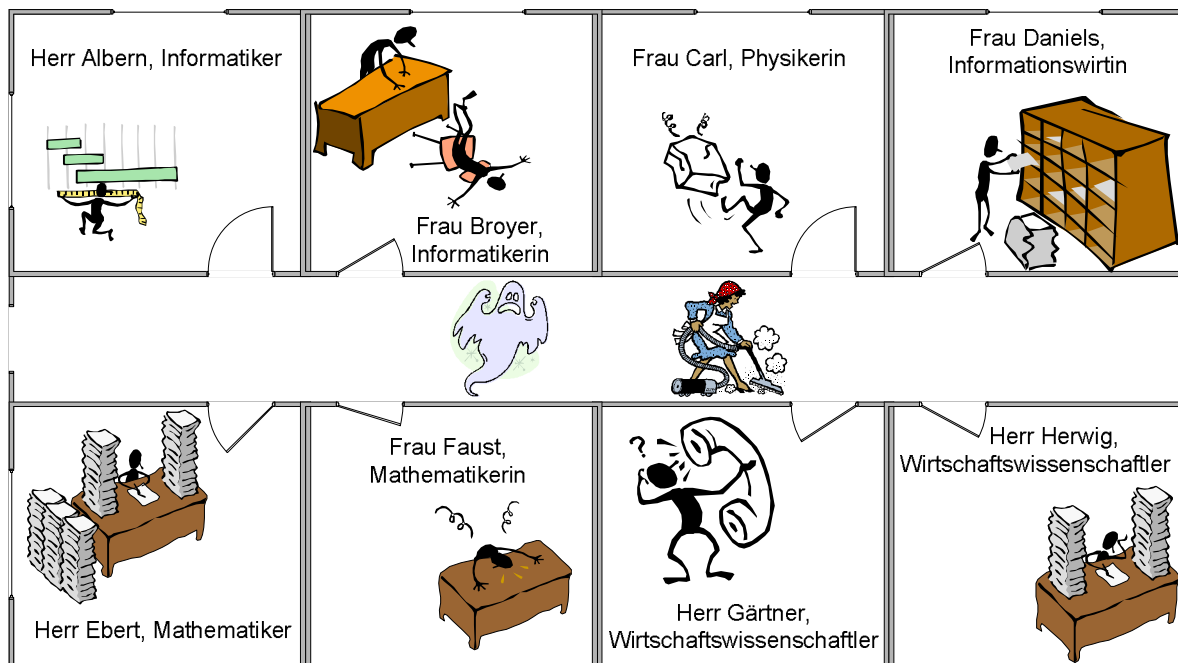 Herr Albern, Informatiker
Frau Broyer,
Informatikerin
Frau Carl, Physikerin
Frau Daniels,
Informationswirtin
Herr Ebert, Mathematiker
Frau Faust,
Mathematikerin
?
Herr Gärtner,
Wirtschaftswissenschaftler
Herr Herwig,
Wirtschaftswissenschaftler